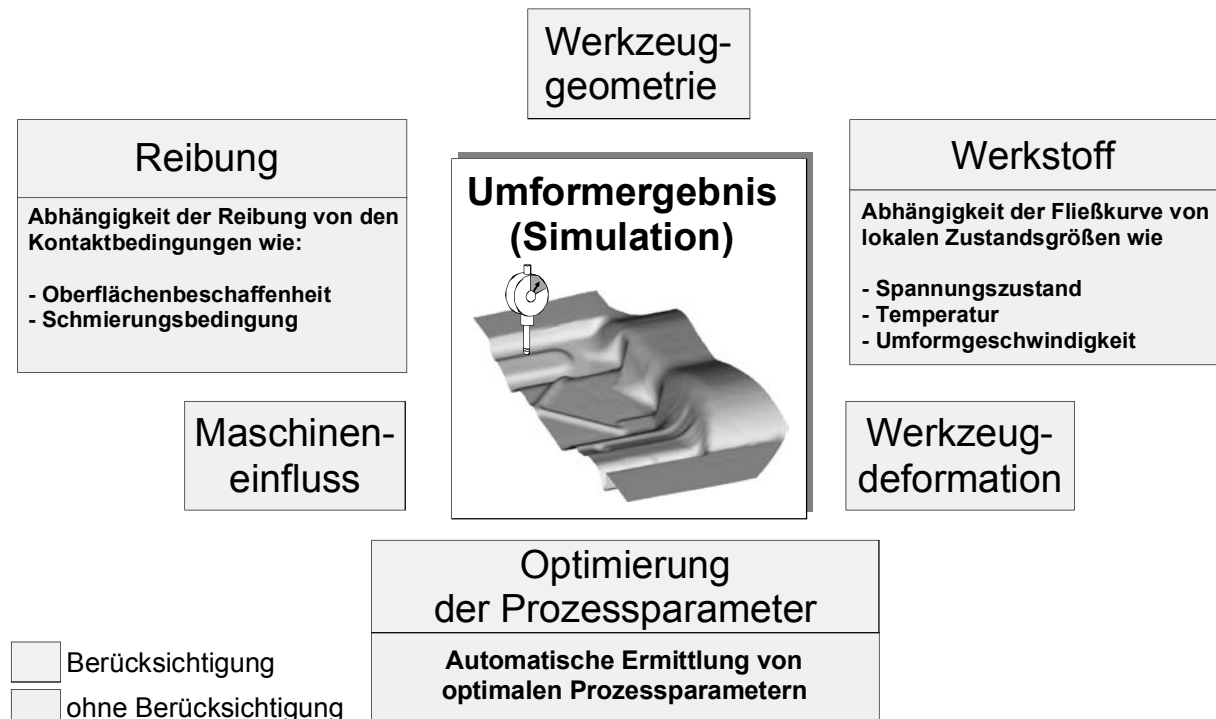 Werkzeug-
geometrie
Reibung
Abhängigkeit der Reibung von den
Kontaktbedingungen wie:
- Oberflächenbeschaffenheit
- Schmierungsbedingung
Umformergebnis
(Simulation)
Werkstoff
Abhängigkeit der Fließkurve von
lokalen Zustandsgrößen wie
- Spannungszustand
- Temperatur
- Umformgeschwindigkeit
Maschinen-
einfluss
Werkzeug-
deformation
Optimierung
der Prozessparameter
Automatische Ermittlung von
optimalen Prozessparametern
Berücksichtigung
ohne Berücksichtigung